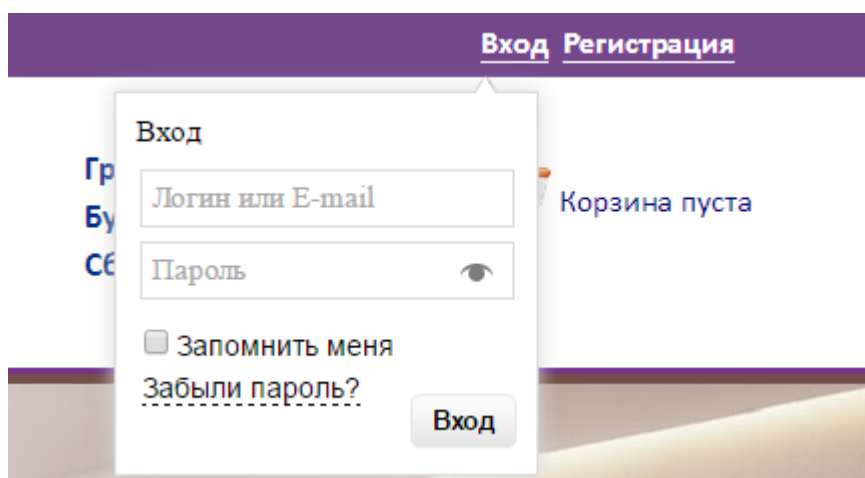 Вход Регистрация
Вход
Логин или E-mail
Пароль
Запомнить меня
Забыли пароль?
Вход
Корзина пуста